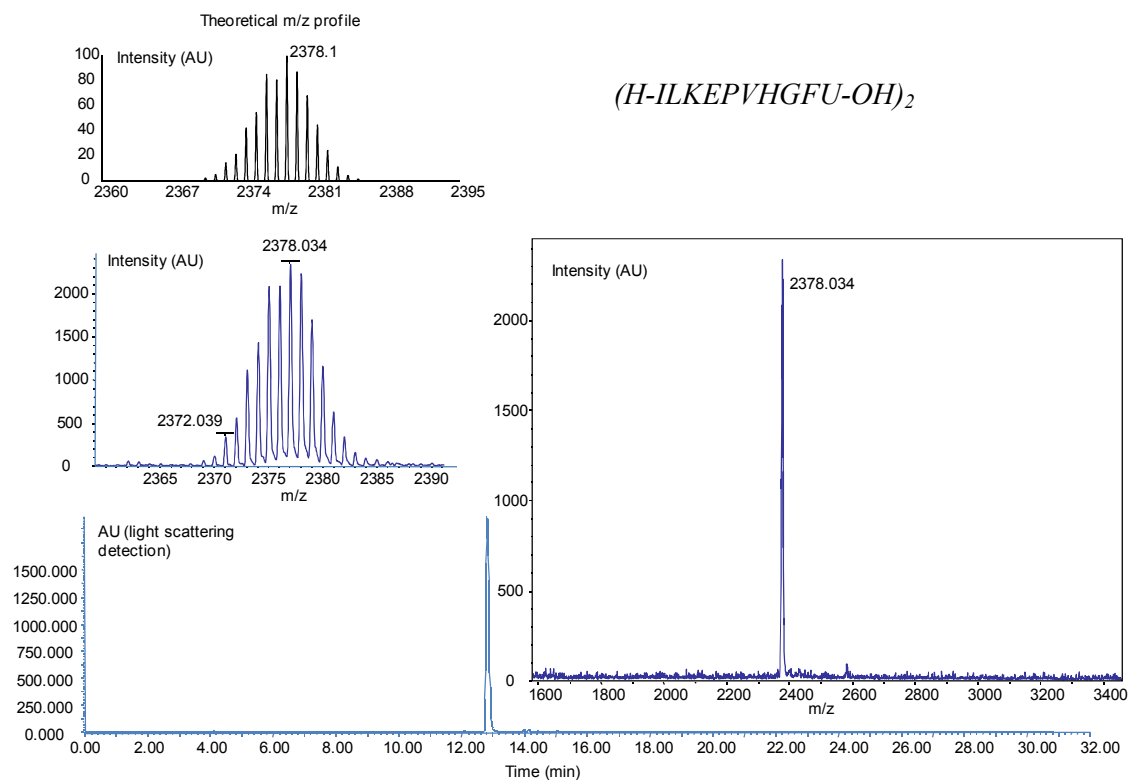 Theoretical m/z profile
Intensity (AU)
2378.1
100
80
60
40
20
0
2360 2367 2374 2381 2388 2395
m/z
(H-ILKEPVHGFU-OH)2
2378.034
Intensity (AU)
2000
1500
1000
500
0
2372.039
2365 2370 2375 2380 2385 2390
m/z
Intensity (AU)
2378.034
2000
1500
1000
500
0
1600 1800 2000 2200 2400 2600 2800 3000 3200 3400
m/z
AU (light scattering
detection)
1500.000
1250.000
1000.000
750.000
500.000
250.000
0.000
0.00 2.00 4.00 6.00 8.00 10.00 12.00 14.00 16.00 18.00 20.00 22.00 24.00 26.00 28.00 30.00 32.00
Time (min)